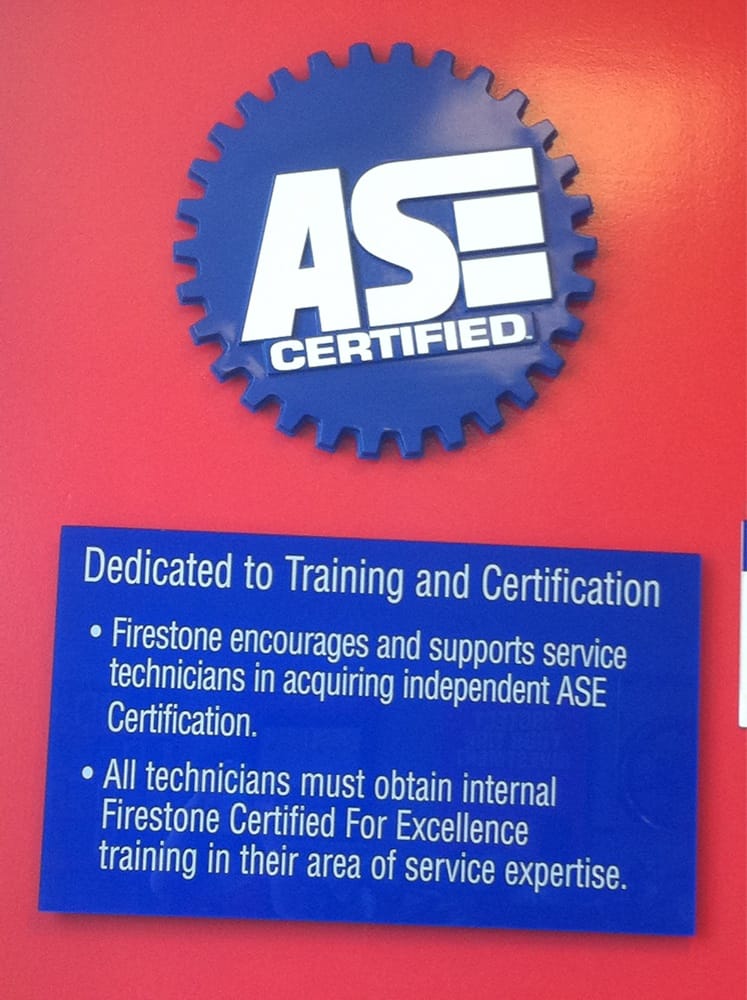 ASE
CERTIFIED.
Dedicated to Training and Certification
• Firestone encourages and supports service
technicians in acquiring independent ASE
Certification.
• All technicians must obtain internal
Firestone Certified For Excellence
training in their area of service expertise.